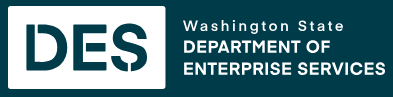 DES
Washington State
DEPARTMENT OF
ENTERPRISE SERVICES